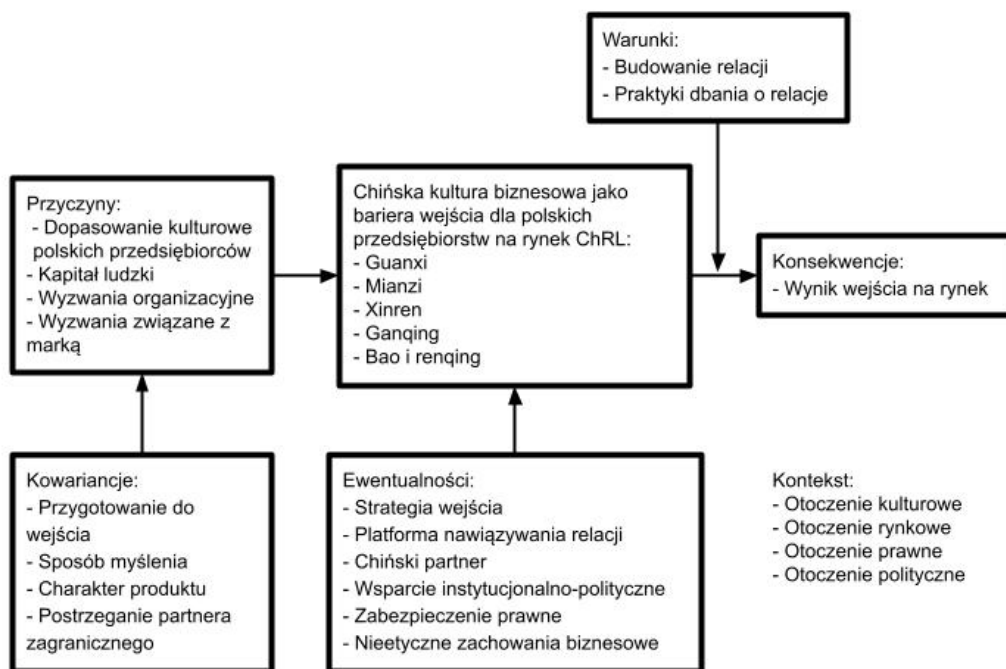 Warunki:
- Budowanie relacji
- Praktyki dbania o relacje
Przyczyny:
- Dopasowanie kulturowe
polskich przedsiębiorców
- Kapitał ludzki
- Wyzwania organizacyjne
- Wyzwania związane z
marką
Chińska kultura biznesowa jako
bariera wejścia dla polskich
przedsiębiorstw na rynek ChRL:
- Guanxi
- Mianzi
- Xinren
- Ganqing
- Bao i renqing
Konsekwencje:
- Wynik wejścia na rynek
Kowariancje:
- Przygotowanie do
wejścia
- Sposób myślenia
- Charakter produktu
- Postrzeganie partnera
zagranicznego
Ewentualności:
- Strategia wejścia
- Platforma nawiązywania relacji
- Chiński partner
- Wsparcie instytucjonalno-polityczne
- Zabezpieczenie prawne
- Nieetyczne zachowania biznesowe
Kontekst:
- Otoczenie kulturowe
- Otoczenie rynkowe
- Otoczenie prawne
- Otoczenie polityczne